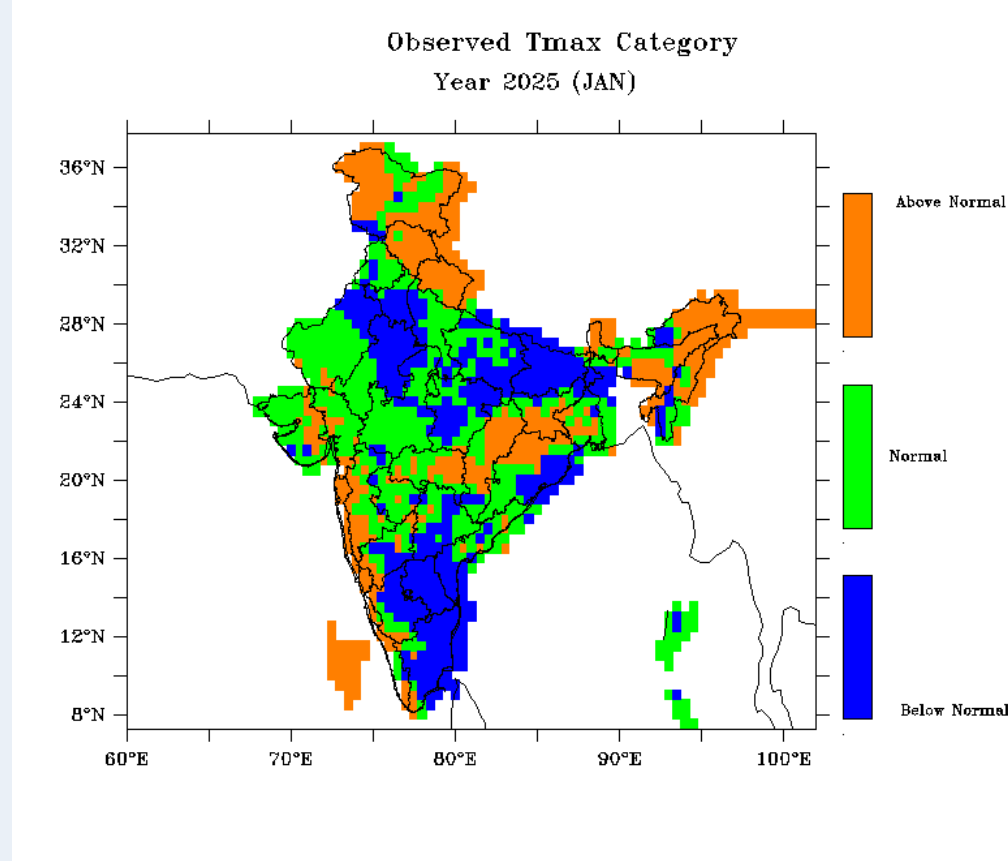 Observed Tmax Category
Year 2025 (JAN)
36°N
32°N
28°N
24°N
20°N
16°N
12°N
8°N
60°E
70°E
80°E
90°E
100°E
Above Normal
Normal
Below Normal